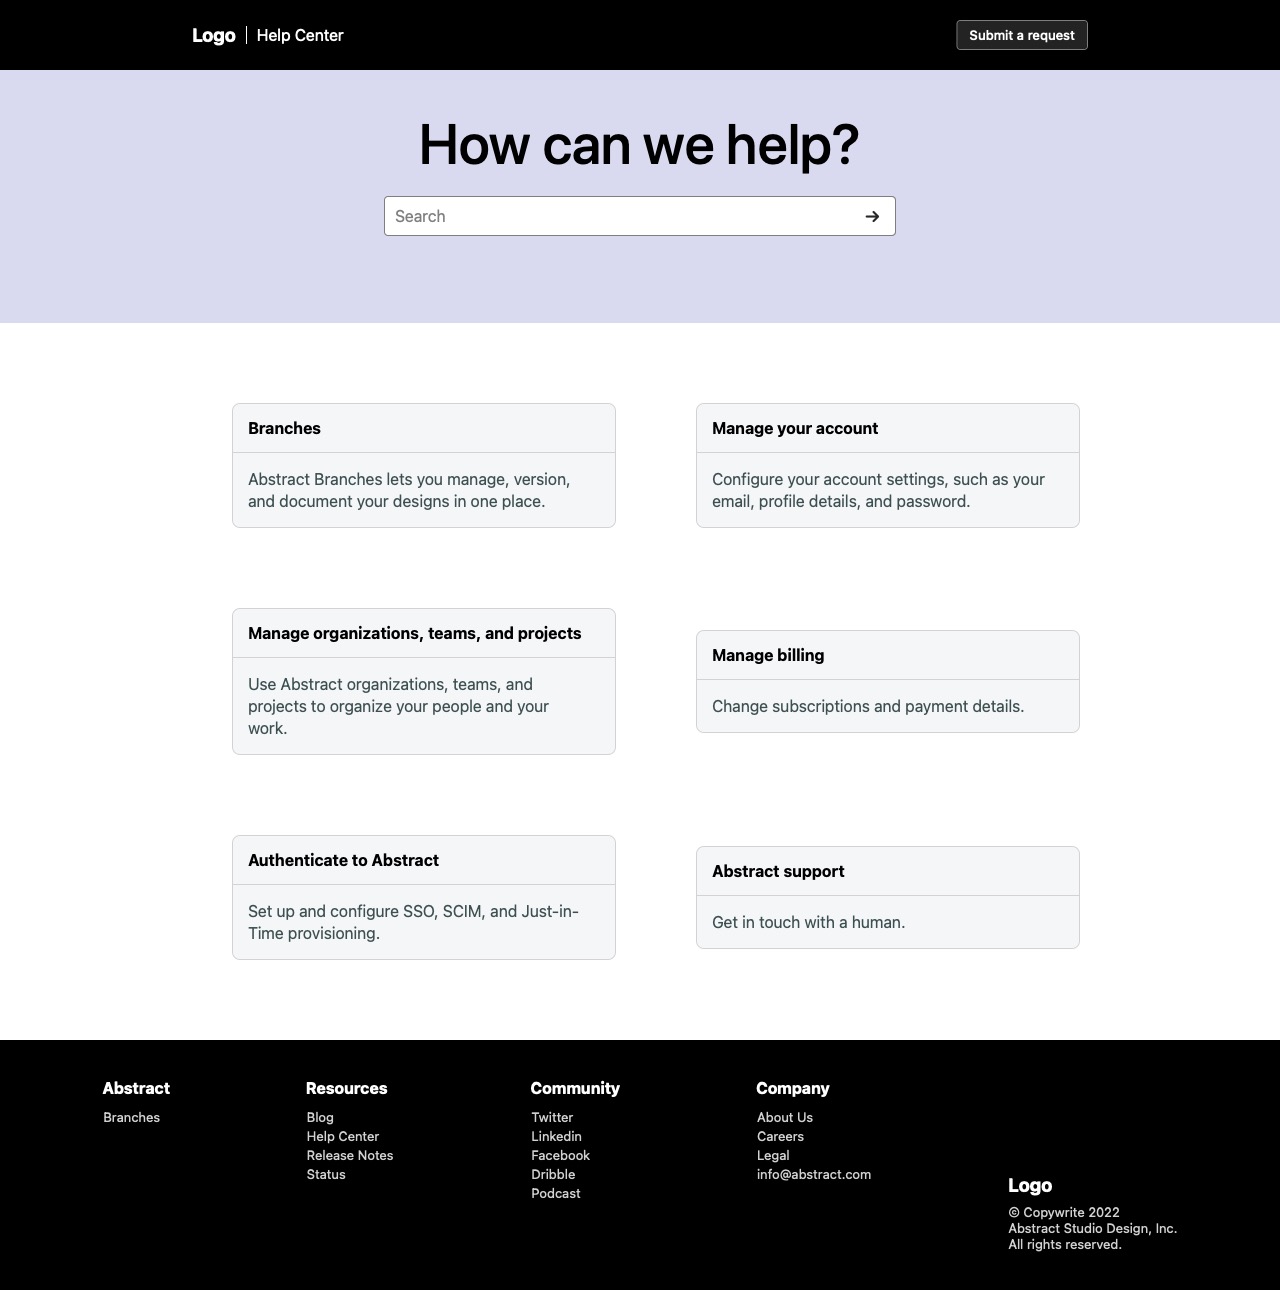 Logo
Help Center
Submit a request
How can we help?
Search
Branches
Abstract Branches lets you manage, version,
and document your designs in one place.
Manage your account
Configure your account settings, such as your
email, profile details, and password.
Manage organizations, teams, and projects
Use Abstract organizations, teams, and
projects to organize your people and your
work.
Manage billing
Change subscriptions and payment details.
Authenticate to Abstract
Set up and configure SSO, SCIM, and Just-in-
Time provisioning.
Abstract support
Get in touch with a human.
Abstract
Branches
Resources
Blog
Help Center
Release Notes
Status
Community
Twitter
Linkedin
Facebook
Dribble
Podcast
Company
About Us
Careers
Legal
info@abstract.com
Logo
© Copywrite 2022
Abstract Studio Design, Inc.
All rights reserved.